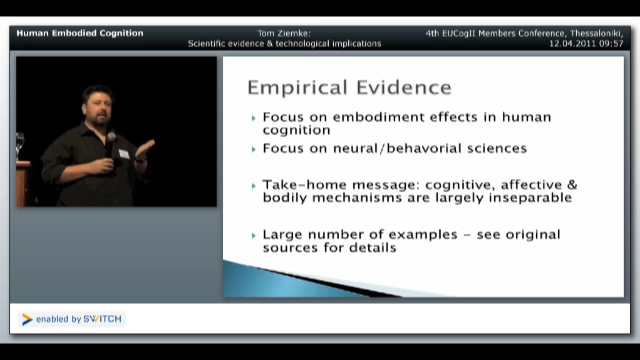 Human Embodied Cognition
Tom Ziemke:
Scientific evidence & technological implications
4th EUCogII Members Conference, Thessaloniki,
12.04.2011 09:57
Empirical Evidence
Focus on embodiment effects in human
cognition
Focus on neural/behavorial sciences
Take-home message: cognitive, affective &
bodily mechanisms are largely inseparable
Large number of examples – see original
sources for details
enabled by SWITCH